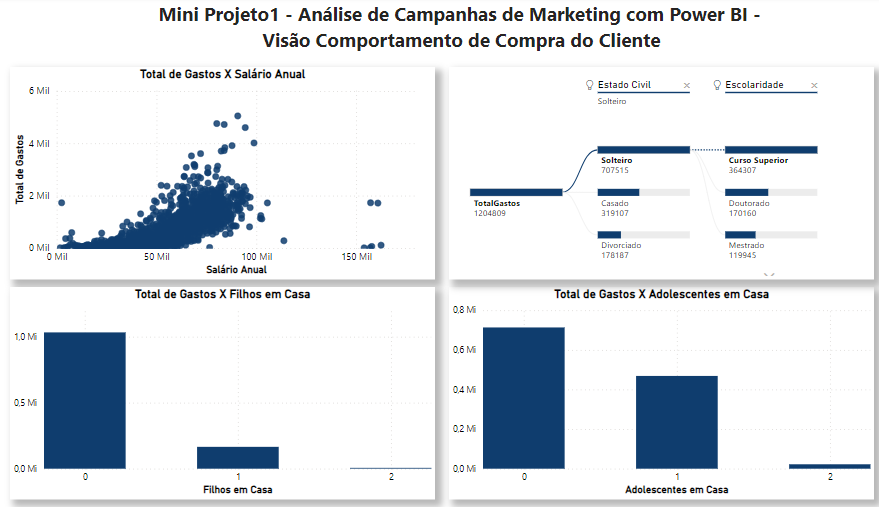 Mini Projeto1 - Análise de Campanhas de Marketing com Power BI -
Visão Comportamento de Compra do Cliente
Total de Gastos X Salário Anual
Total de Gastos
6 Mil
4 Mil
2 Mil
0 Mil
0 Mil
50 Mil
100 Mil
150 Mil
Salário Anual
Estado Civil
Solteiro
Escolaridade
TotalGastos
1204809
Solteiro
707515
Casado
319107
Divorciado
178187
Curso Superior
364307
Doutorado
170160
Mestrado
119945
Total de Gastos X Filhos em Casa
1,0 Mi
0,5 Mi
0,0 Mi
0
1
2
Filhos em Casa
Total de Gastos X Adolescentes em Casa
0,8 Mi
0,6 Mi
0,4 Mi
0,2 Mi
0,0 Mi
0
1
2
Adolescentes em Casa